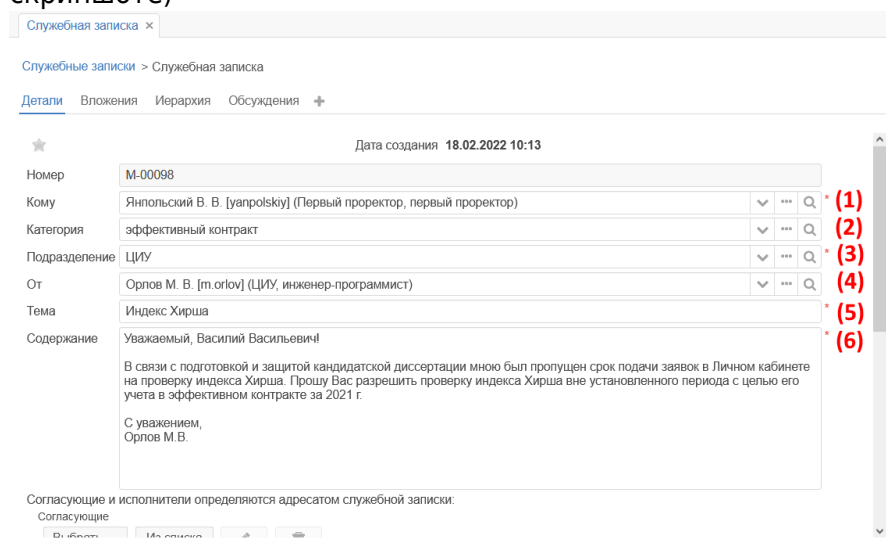 скриншоте)
Служебная записка ×
Служебные записки > Служебная записка
Детали Вложения Иерархия Обсуждения +
Дата создания 18.02.2022 10:13
Номер М-00098
Кому Янпольский В. В. [yanpolskiy] (Первый проректор, первый проректор) * (1)
Категория эффективный контракт (2)
Подразделение ЦИУ * (3)
От Орлов М. В. [m.orlov] (ЦИУ, инженер-программист) (4)
Тема Индекс Хирша * (5)
Содержание Уважаемый, Василий Васильевич! * (6)
В связи с подготовкой и защитой кандидатской диссертации мною был пропущен срок подачи заявок в Личном кабинете
на проверку индекса Хирша. Прошу Вас разрешить проверку индекса Хирша вне установленного периода с целью его
учета в эффективном контракте за 2021 г.
С уважением,
Орлов М.В.
Согласующие и исполнители определяются адресатом служебной записки:
Согласующие
Выбрать... Из списка